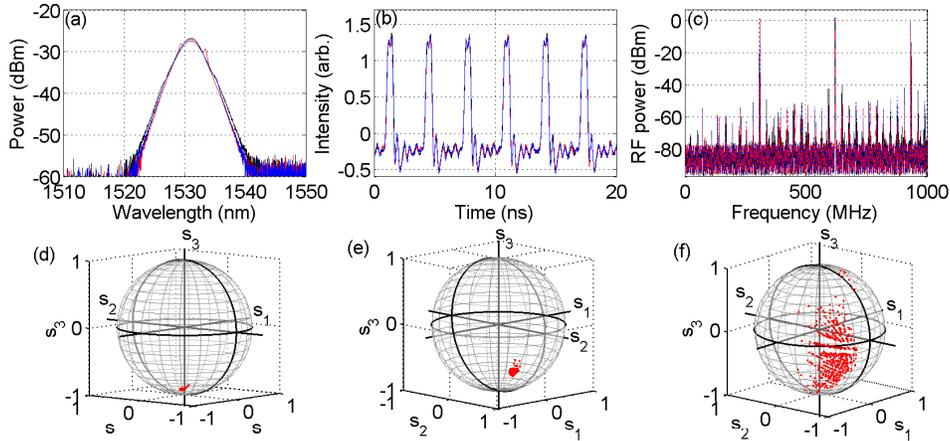 (a) (b) (c)
-20 -30 -40 -50 -60
Power (dBm)
1510 1520 1530 1540 1550
Wavelength (nm)
1.5 1 0.5 0 -0.5
Intensity (arb.)
0 10 20
Time (ns)
0 -20 -40 -60 -80
RF power (dBm)
0 500 1000
Frequency (MHz)
(d) (e) (f)
s3 s3 s3
1 0 -1
s3
s2 s1
-1 0 1
s
-1 0 1
s
1 0 -1
s3
s1
s2
1 0 -1
s2
-1 0 1
s1
1 0 -1
s3
s2 s1
1 0 -1
s2
-1 0 1
s1